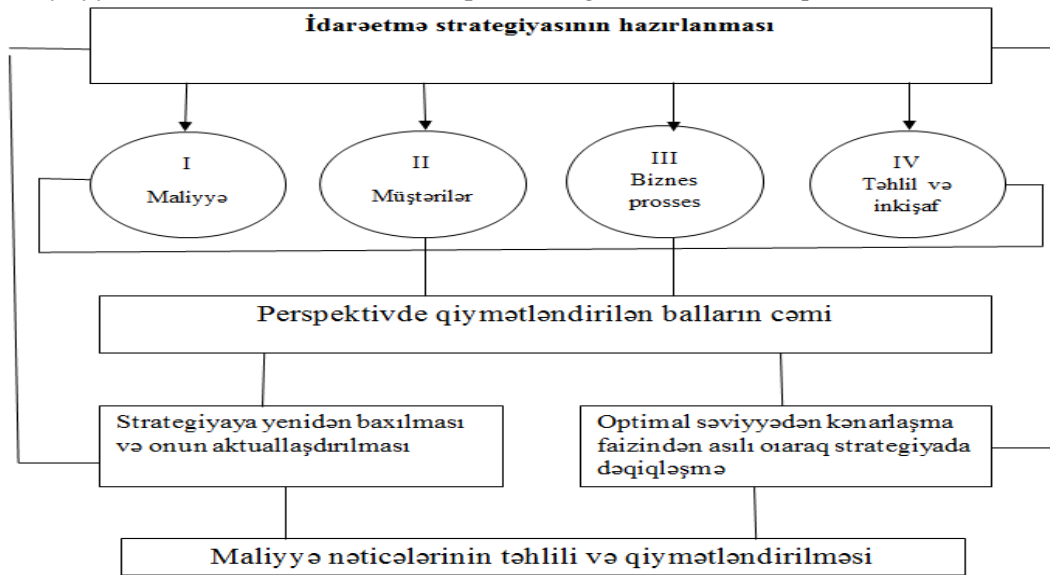 İdarəetmə strategiyasının hazırlanması
I
Maliyyə
II
Müştərilər
III
Biznes
prosses
IV
Təhlil və
inkişaf
Perspektivde qiymətləndirilən balların cəmi
Strategiyaya yenidən baxılması
və onun aktuallaşdırılması
Optimal səviyyədən kənarlaşma
faizindən asılı olaraq strategiyada
dəqiqləşmə
Maliyyə nəticələrinin təhlili və qiymətləndirilməsi